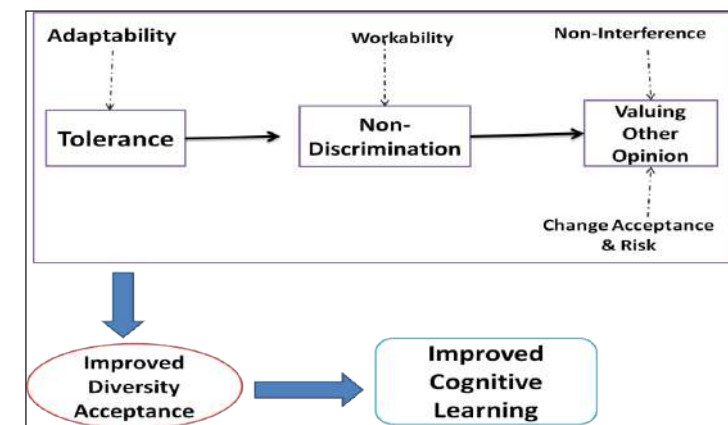 Adaptability
Workability
Non-Interference
Tolerance
Non-
Discrimination
Valuing
Other
Opinion
Change Acceptance
& Risk
Improved
Diversity
Acceptance
Improved
Cognitive
Learning